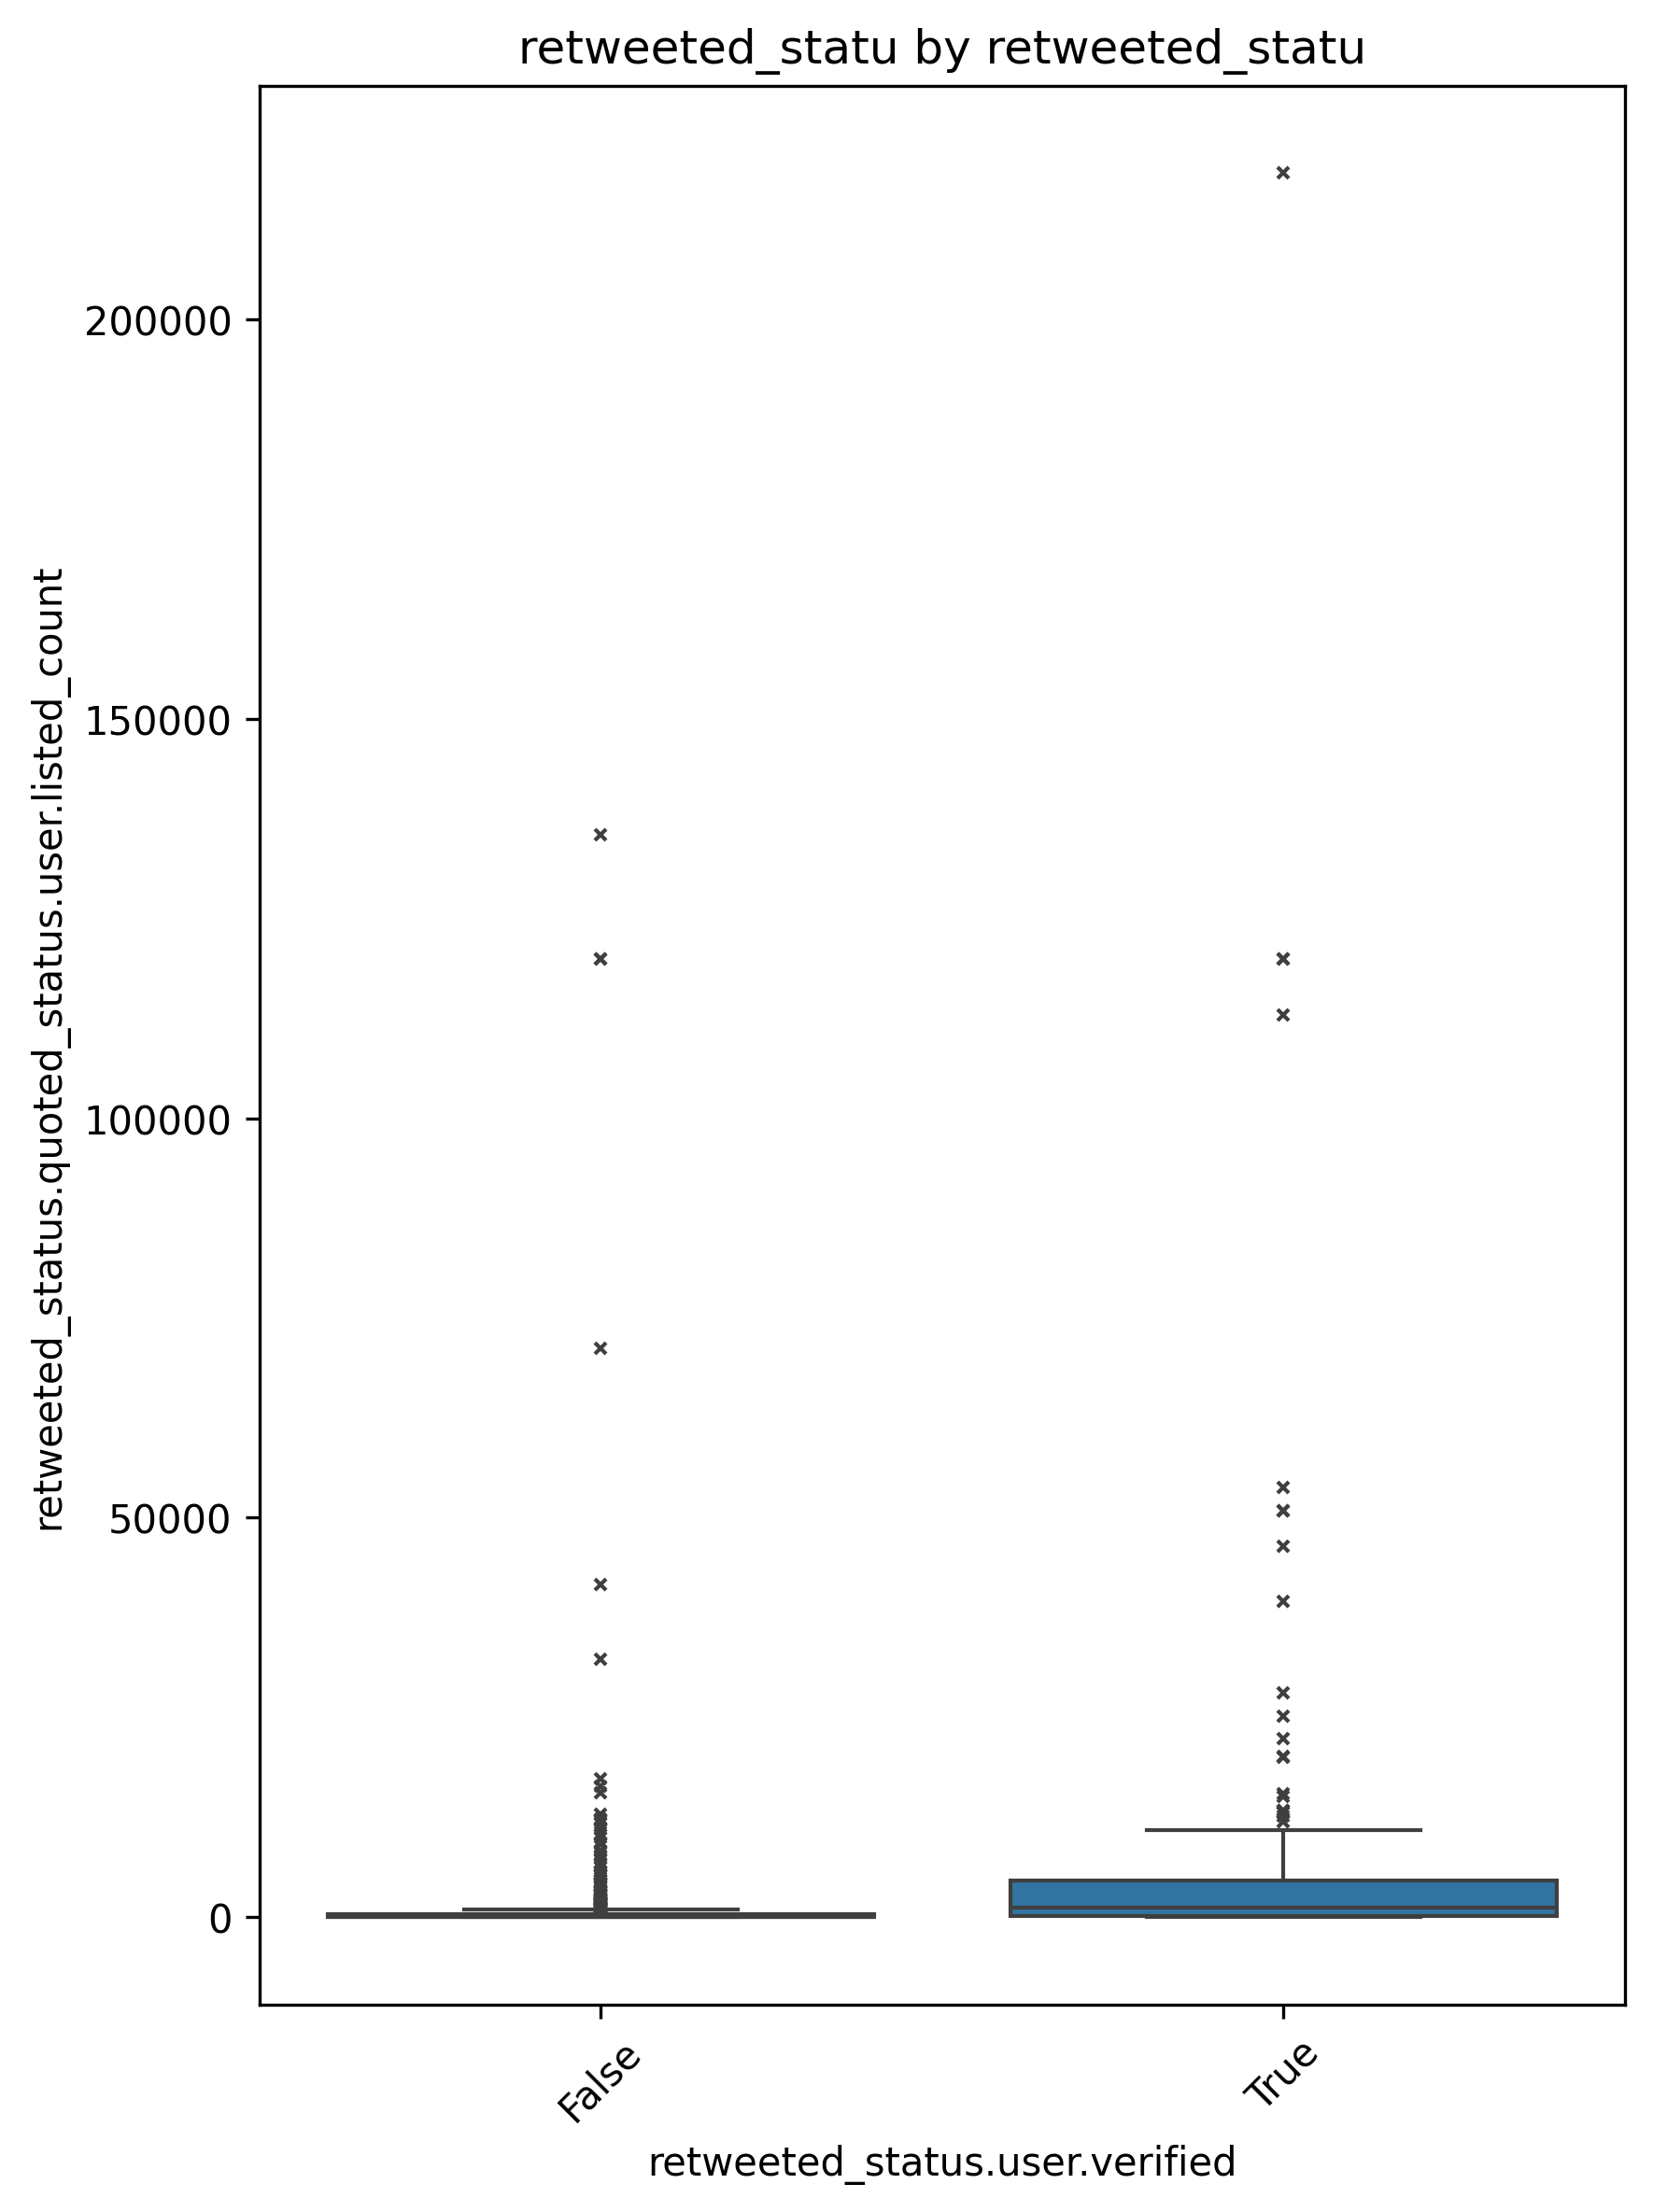 retweeted_statu by retweeted_statu
retweeted_status.quoted_status.user.listed_count
200000
150000
100000
50000
0
False
True
retweeted_status.user.verified